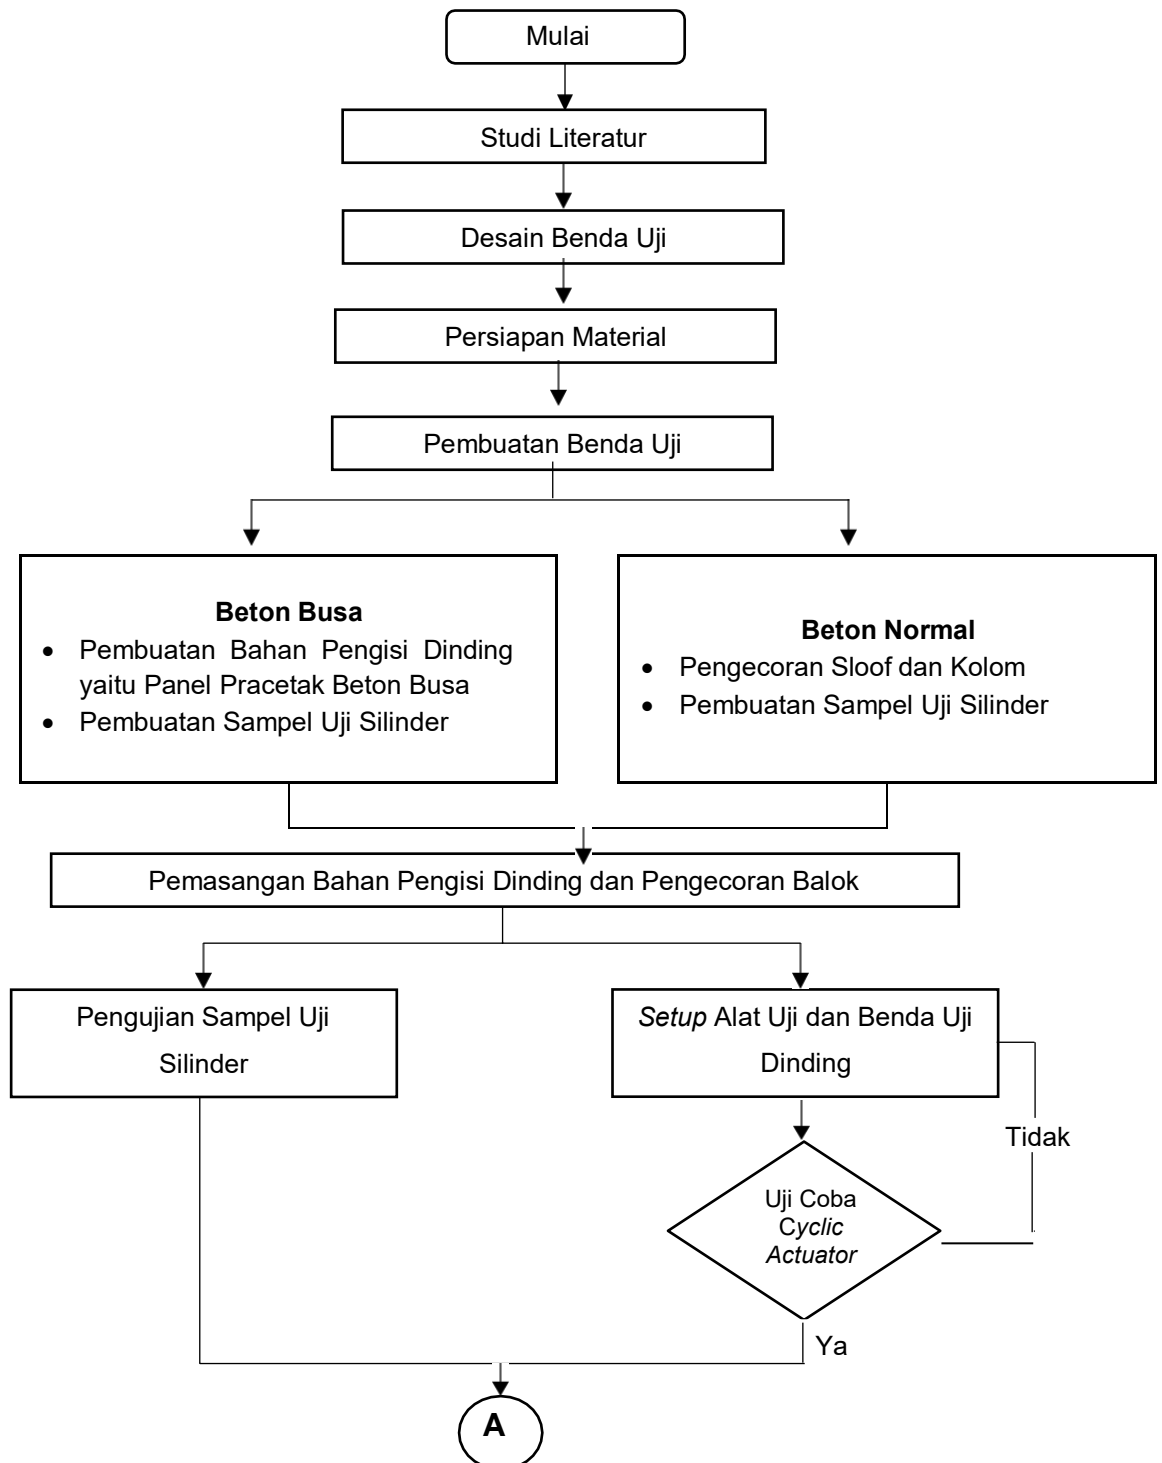 Mulai
Studi Literatur
Desain Benda Uji
Persiapan Material
Pembuatan Benda Uji
Beton Busa
• Pembuatan Bahan Pengisi Dinding
yaitu Panel Pracetak Beton Busa
• Pembuatan Sampel Uji Silinder
Beton Normal
• Pengecoran Sloof dan Kolom
• Pembuatan Sampel Uji Silinder
Pemasangan Bahan Pengisi Dinding dan Pengecoran Balok
Pengujian Sampel Uji
Silinder
Setup Alat Uji dan Benda Uji
Dinding
Tidak
Uji Coba
Cyclic
Actuator
Ya
A